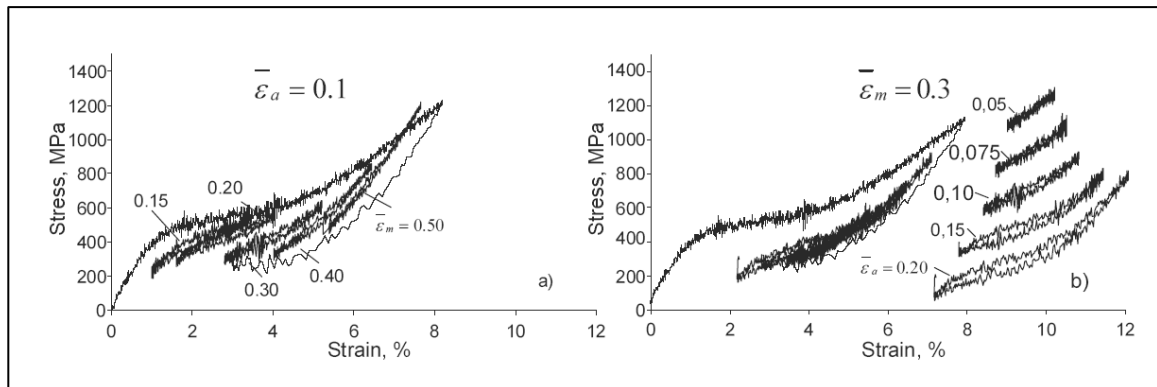 1400
1200
1000
800
600
400
200
0
Stress, MPa
ε̄a = 0.1
0.15
0.20
ε̄m = 0.50
0.40
0.30
a)
0 2 4 6 8 10 12
Strain, %
1400
1200
1000
800
600
400
200
0
Stress, MPa
ε̄m = 0.3
0,05
0,075
0,10
0.15
ε̄a = 0.20
b)
0 2 4 6 8 10 12
Strain, %